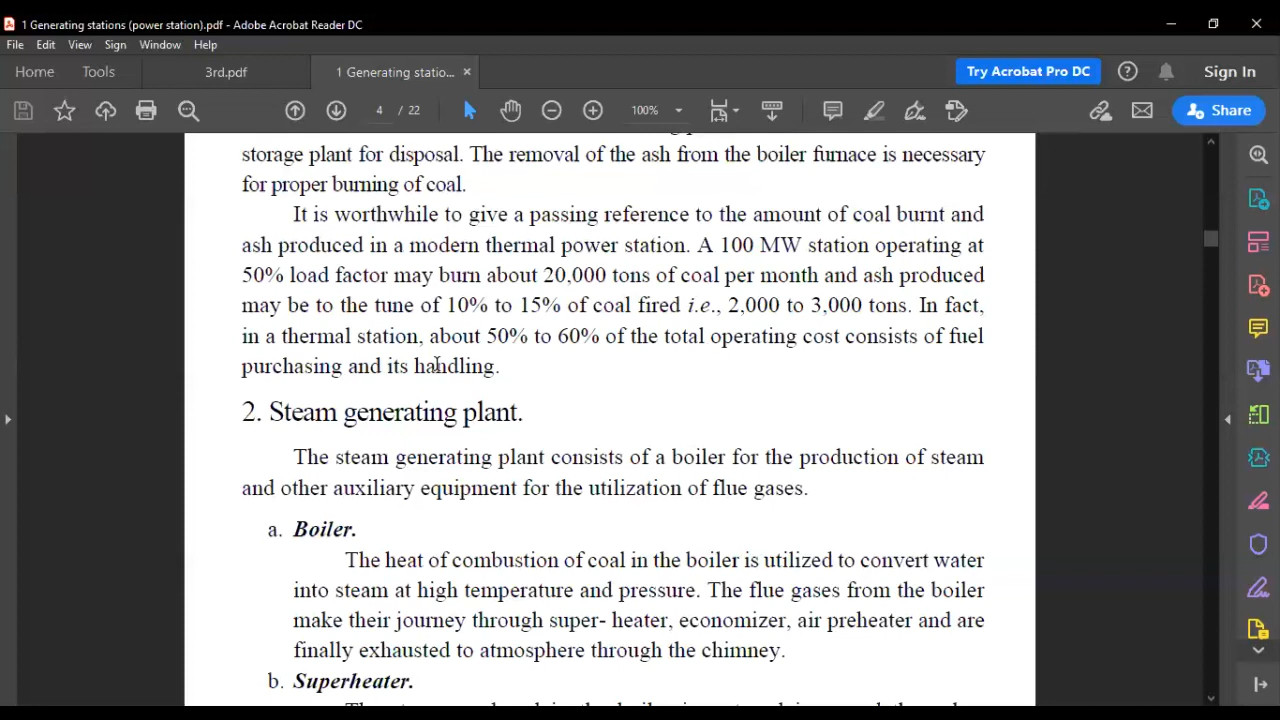 1 Generating stations (power station).pdf - Adobe Acrobat Reader DC
File Edit View Sign Window Help
Home Tools 3rd.pdf 1 Generating statio... × Try Acrobat Pro DC Sign In
4 / 22 100% Share
storage plant for disposal. The removal of the ash from the boiler furnace is necessary
for proper burning of coal.
It is worthwhile to give a passing reference to the amount of coal burnt and
ash produced in a modern thermal power station. A 100 MW station operating at
50% load factor may burn about 20,000 tons of coal per month and ash produced
may be to the tune of 10% to 15% of coal fired i.e., 2,000 to 3,000 tons. In fact,
in a thermal station, about 50% to 60% of the total operating cost consists of fuel
purchasing and its handling.
2. Steam generating plant.
The steam generating plant consists of a boiler for the production of steam
and other auxiliary equipment for the utilization of flue gases.
a. Boiler.
The heat of combustion of coal in the boiler is utilized to convert water
into steam at high temperature and pressure. The flue gases from the boiler
make their journey through super- heater, economizer, air preheater and are
finally exhausted to atmosphere through the chimney.
b. Superheater.